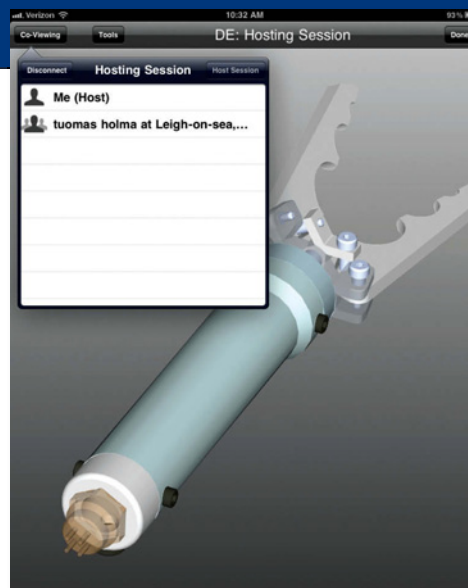 Verizon 10:32 AM 93%
Co-Viewing Tools DE: Hosting Session Done
Disconnect Hosting Session Host Session
Me (Host)
tuomas holma at Leigh-on-sea,...